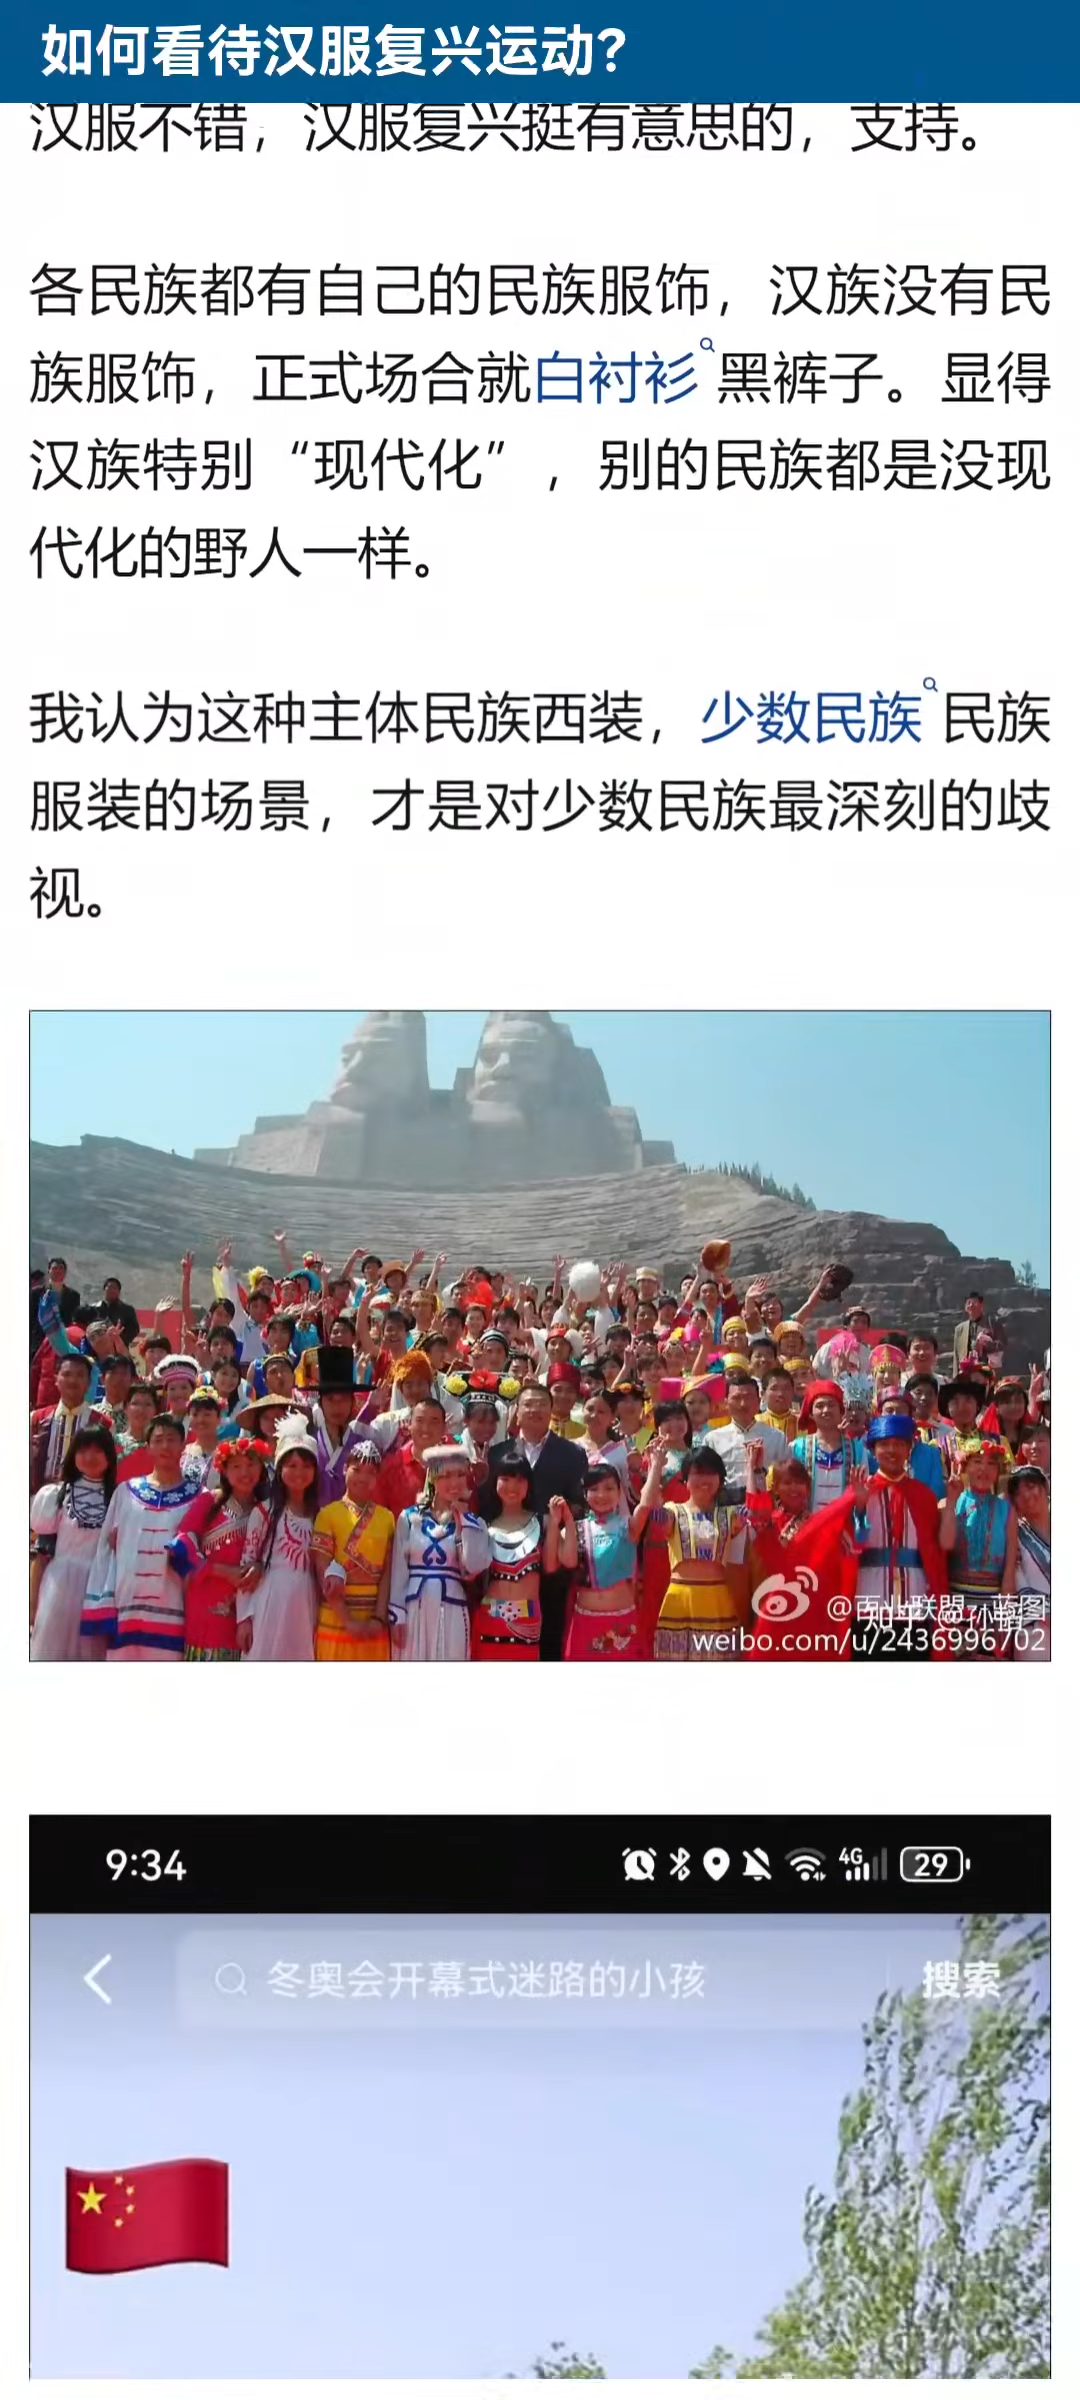 如何看待汉服复兴运动?
汉服不错，汉服复兴挺有意思的，支持。
各民族都有自己的民族服饰，汉族没有民
族服饰，正式场合就白衬衫黑裤子。显得
汉族特别“现代化”，别的民族都是没现
代化的野人一样。
我认为这种主体民族西装，少数民族民族
服装的场景，才是对少数民族最深刻的歧
视。
weibo.com/u/2436996702
9:34
4G
29
冬奥会开幕式迷路的小孩
搜索